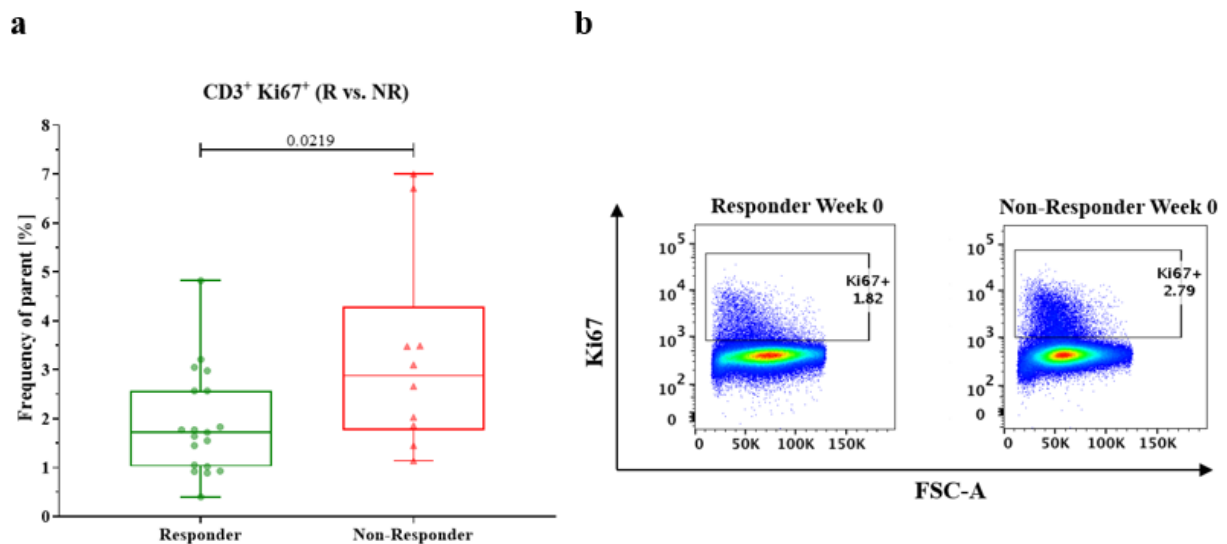 a
CD3⁺ Ki67⁺ (R vs. NR)
0.0219
8
7
6
5
4
3
2
1
0
Frequency of parent [%]
Responder
Non-Responder
b
Responder Week 0
Non-Responder Week 0
10⁵
10⁴
10³
10²
0
Ki67+
1.82
0
50K
100K
150K
10⁵
10⁴
10³
10²
0
Ki67+
2.79
0
50K
100K
150K
Ki67
FSC-A